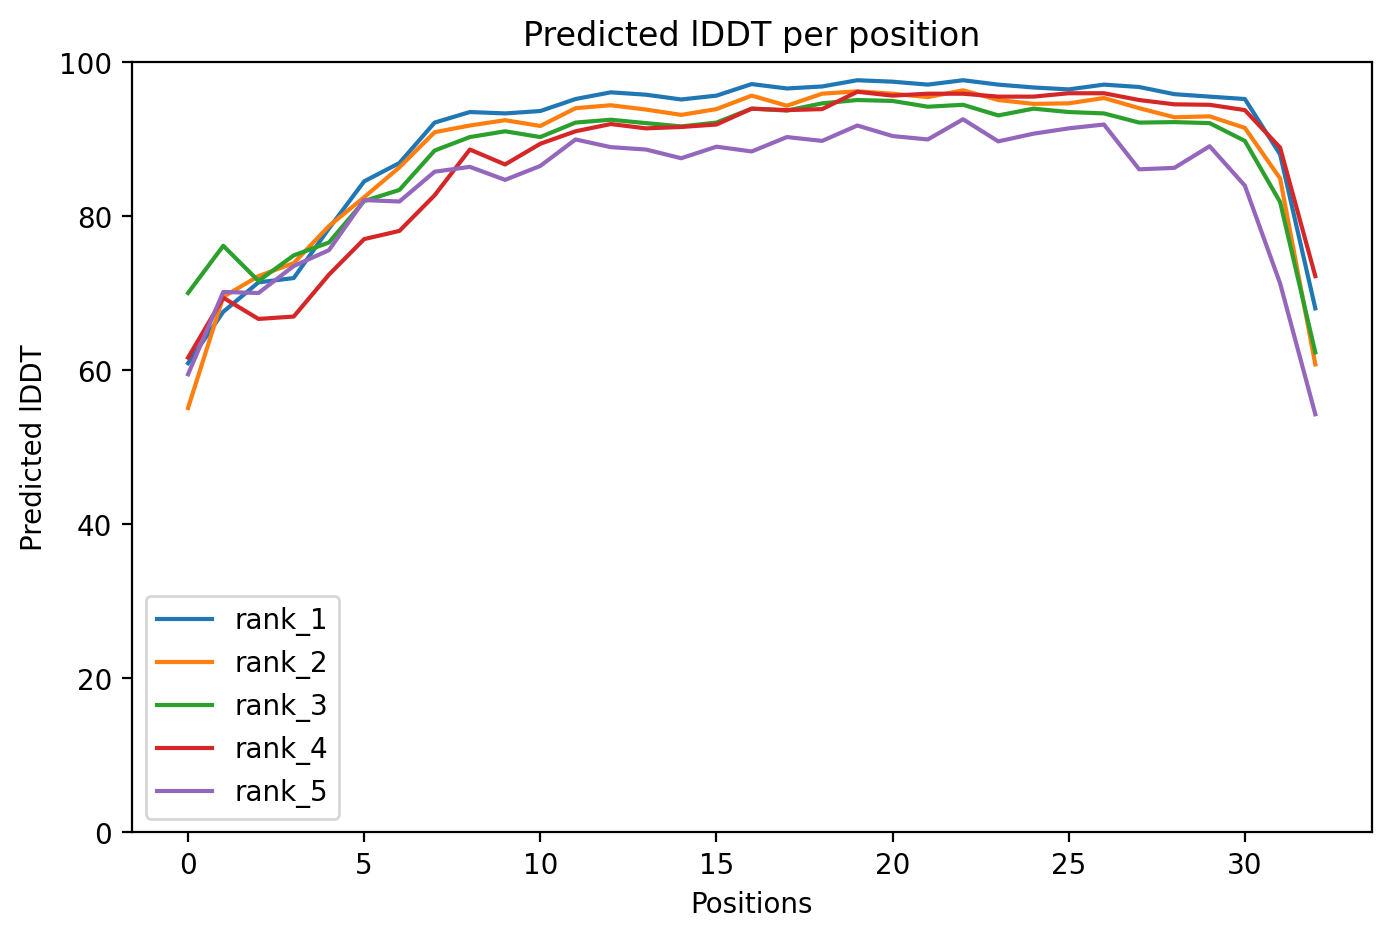 Predicted lDDT per position
100
80
60
40
20
0
Predicted lDDT
rank_1
rank_2
rank_3
rank_4
rank_5
0 5 10 15 20 25 30
Positions